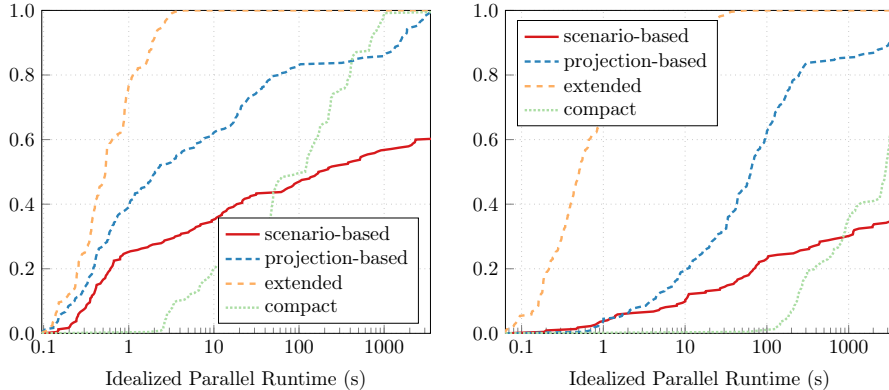 1.0
0.8
0.6
0.4
0.2
0.0
0.1 1 10 100 1000
Idealized Parallel Runtime (s)
scenario-based
projection-based
extended
compact
1.0
0.8
0.6
0.4
0.2
0.0
0.1 1 10 100 1000
Idealized Parallel Runtime (s)
scenario-based
projection-based
extended
compact